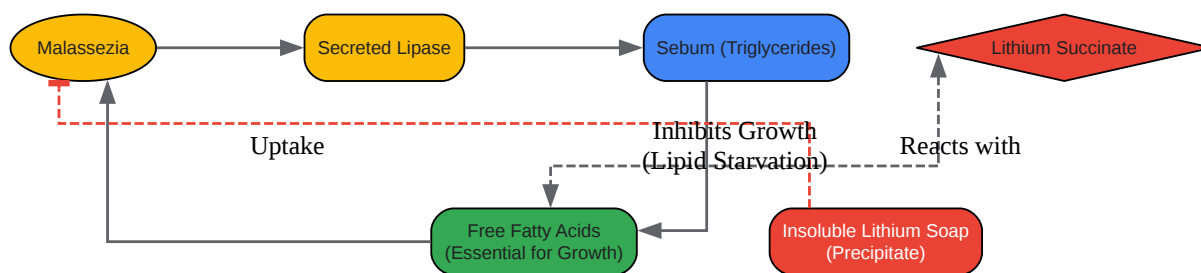 Malassezia
Secreted Lipase
Sebum (Triglycerides)
Lithium Succinate
Uptake
Inhibits Growth
(Lipid Starvation)
Reacts with
Free Fatty Acids
(Essential for Growth)
Insoluble Lithium Soap
(Precipitate)